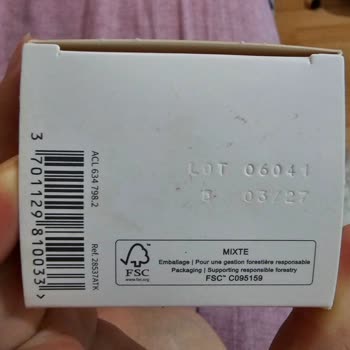 LOT 06041
03/27
ACL 634 798.2
3 701129 810033 >
Ref. 28537ATK
MIXTE
Emballage | Pour une gestion forestière responsable
Packaging | Supporting responsible forestry
FSC™ C095159
FSC
www.fsc.org